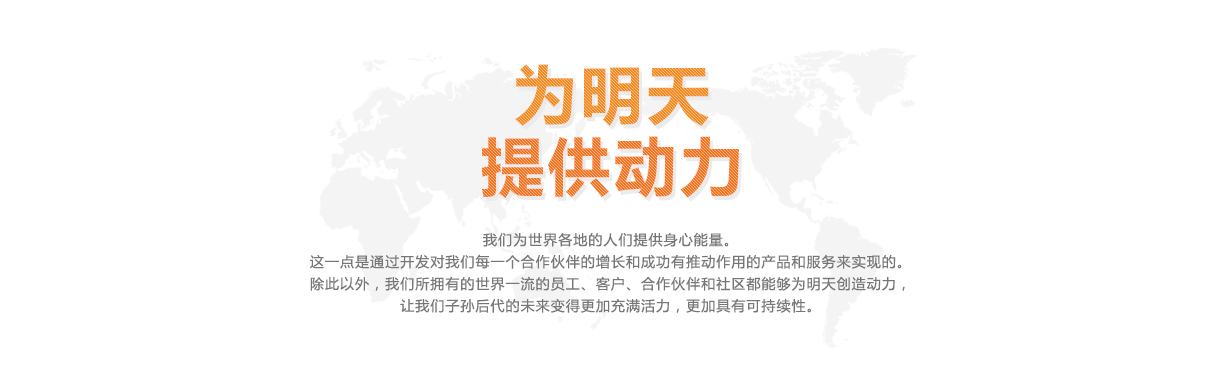 为明天
提供动力
我们为世界各地的人们提供身心能量。
这一点是通过开发对我们每一个合作伙伴的增长和成功有推动作用的产品和服务来实现的。
除此以外，我们所拥有的世界一流的员工、客户、合作伙伴和社区都能够为明天创造动力，
让我们子孙后代的未来变得更加充满活力，更加具有可持续性。